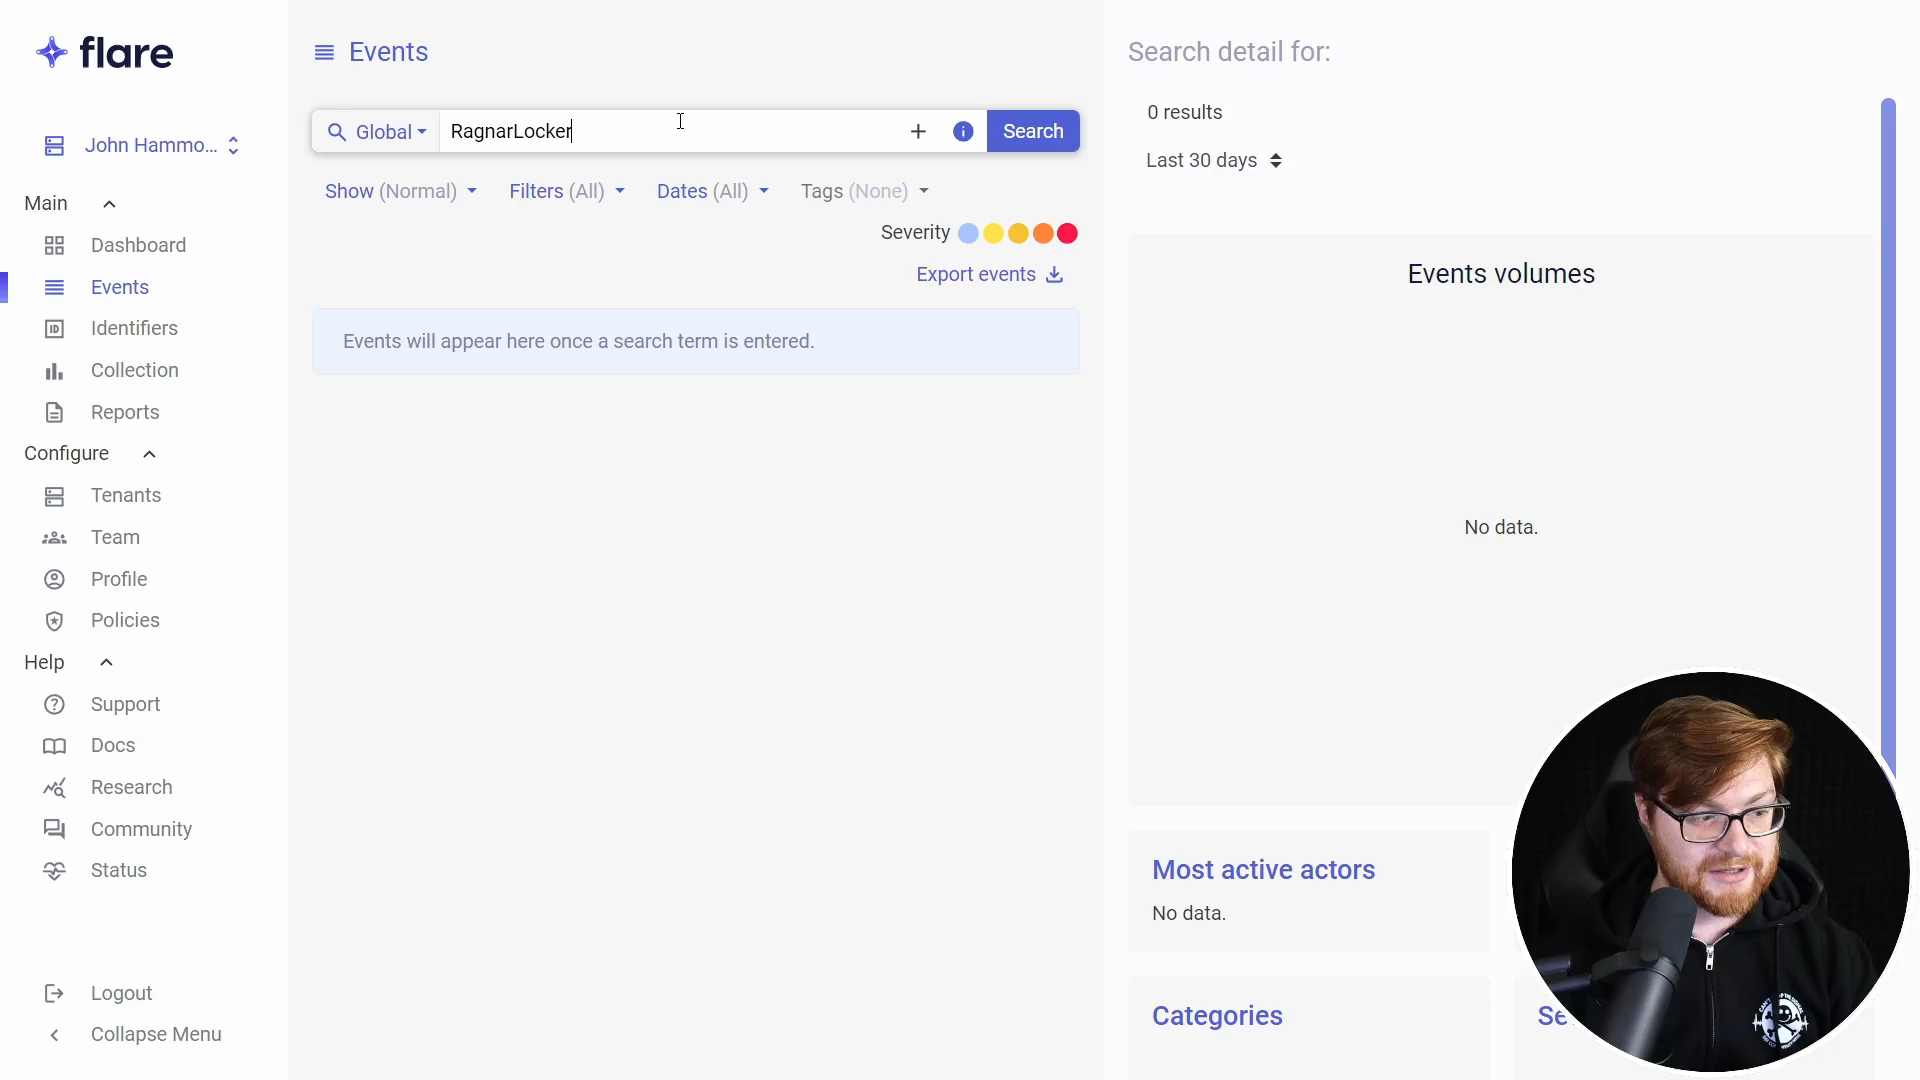 flare
John Hammo...
Main
Dashboard
Events
Identifiers
Collection
Reports
Configure
Tenants
Team
Profile
Policies
Help
Support
Docs
Research
Community
Status
Logout
Collapse Menu
Events
Global RagnarLocker Search
Show (Normal) Filters (All) Dates (All) Tags (None)
Severity
Export events
Events will appear here once a search term is entered.
Search detail for:
0 results
Last 30 days
Events volumes
No data.
Most active actors
No data.
Categories